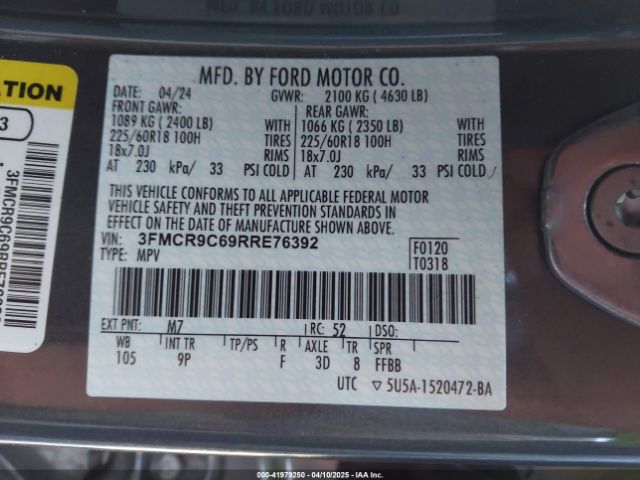 MFD. BY FORD MOTOR CO.
DATE: 04/24 GVWR: 2100 KG ( 4630 LB)
FRONT GAWR: REAR GAWR:
1089 KG ( 2400 LB) WITH 1066 KG ( 2350 LB) WITH
225/60R18 100H TIRES 225/60R18 100H TIRES
18x7.0J RIMS 18x7.0J RIMS
AT 230 kPa/ 33 PSI COLD AT 230 kPa/ 33 PSI COLD
THIS VEHICLE CONFORMS TO ALL APPLICABLE FEDERAL MOTOR
VEHICLE SAFETY AND THEFT PREVENTION STANDARDS IN
EFFECT ON THE DATE OF MANUFACTURE SHOWN ABOVE.
VIN: 3FMCR9C69RRE76392
TYPE: MPV
F0120
T0318
EXT PNT: M7 RC: 52 DSO:
WB INT TR TP/PS R AXLE TR SPR
105 9P F 3D 8 FFBB
UTC ▽ 5U5A-1520472-BA
ATION
3
000-41979250 - 04/10/2025 - IAA Inc.